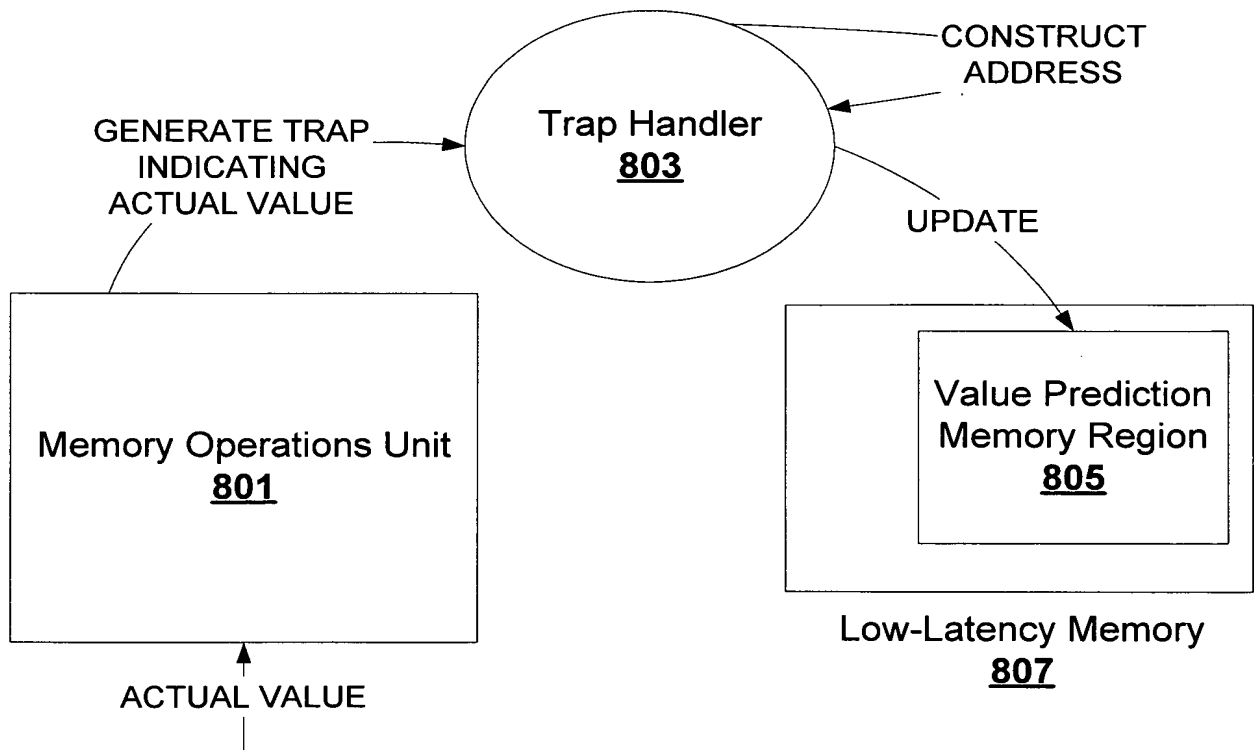 CONSTRUCT
ADDRESS
Trap Handler
803
GENERATE TRAP
INDICATING
ACTUAL VALUE
UPDATE
Memory Operations Unit
801
Value Prediction
Memory Region
805
Low-Latency Memory
807
ACTUAL VALUE